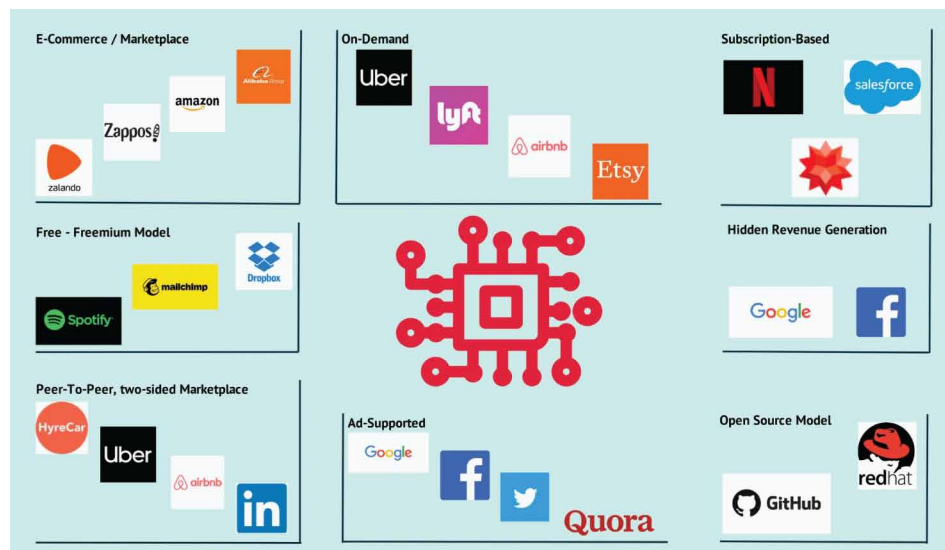 E-Commerce / Marketplace
Alibaba Group
amazon
Zappos
zalando
On-Demand
Uber
lyft
airbnb
Etsy
Subscription-Based
N
salesforce
Free - Freemium Model
Dropbox
mailchimp
Spotify
Hidden Revenue Generation
Google
f
Peer-To-Peer, two-sided Marketplace
HyreCar
Uber
airbnb
in
Ad-Supported
Google
f
Quora
Open Source Model
redhat
GitHub